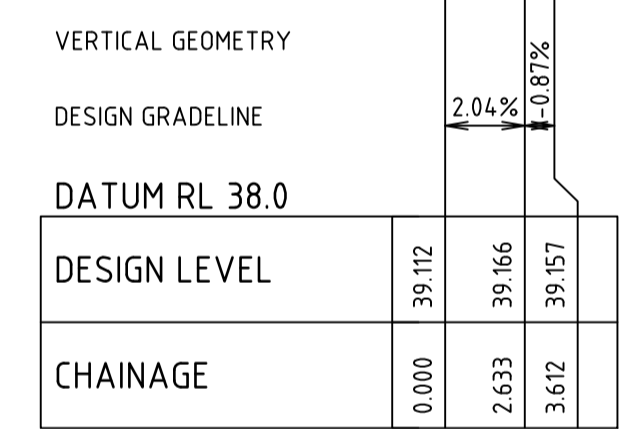 VERTICAL GEOMETRY
DESIGN GRADELINE
2.04%
-0.87%
DATUM RL 38.0
DESIGN LEVEL 39.112 39.166 39.157
CHAINAGE 0.000 2.633 3.612